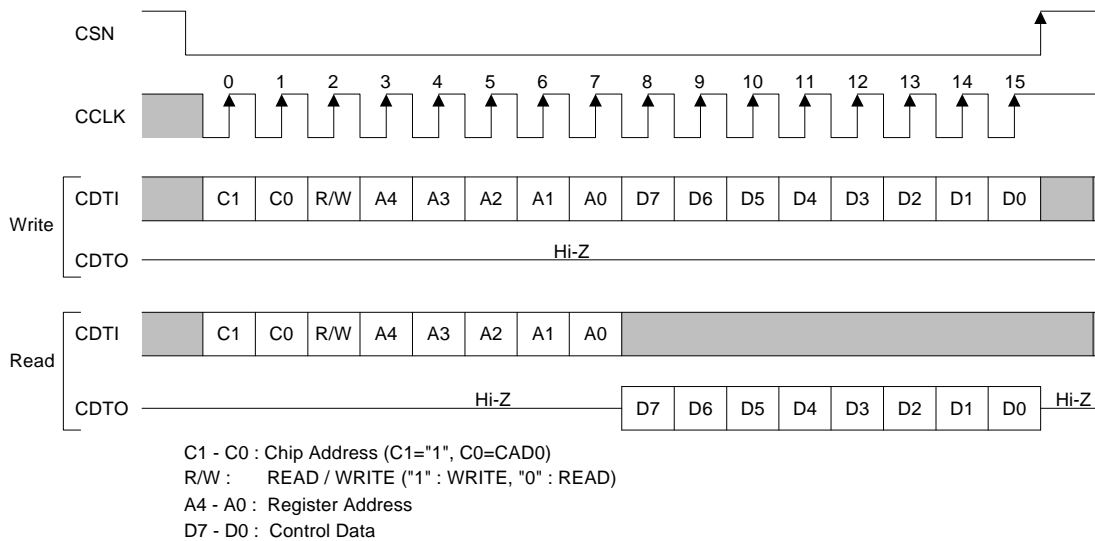 CSN
0 1 2 3 4 5 6 7 8 9 10 11 12 13 14 15
CCLK
Write
CDTI C1 C0 R/W A4 A3 A2 A1 A0 D7 D6 D5 D4 D3 D2 D1 D0
CDTO Hi-Z
Read
CDTI C1 C0 R/W A4 A3 A2 A1 A0
CDTO Hi-Z D7 D6 D5 D4 D3 D2 D1 D0 Hi-Z
C1 - C0 : Chip Address (C1="1", C0=CAD0)
R/W : READ / WRITE ("1" : WRITE, "0" : READ)
A4 - A0 : Register Address
D7 - D0 : Control Data